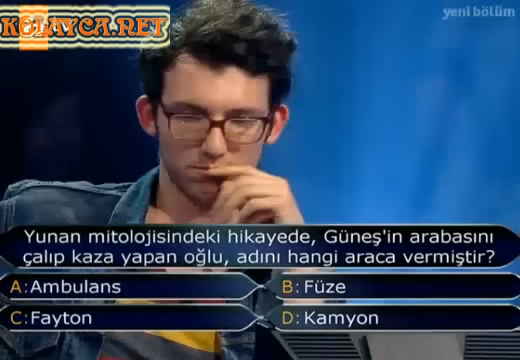 yeni bölüm
KOLAYCA.NET
Yunan mitolojisindeki hikayede, Güneş'in arabasını
çalıp kaza yapan oğlu, adını hangi araca vermiştir?
A: Ambulans
B: Füze
C: Fayton
D: Kamyon